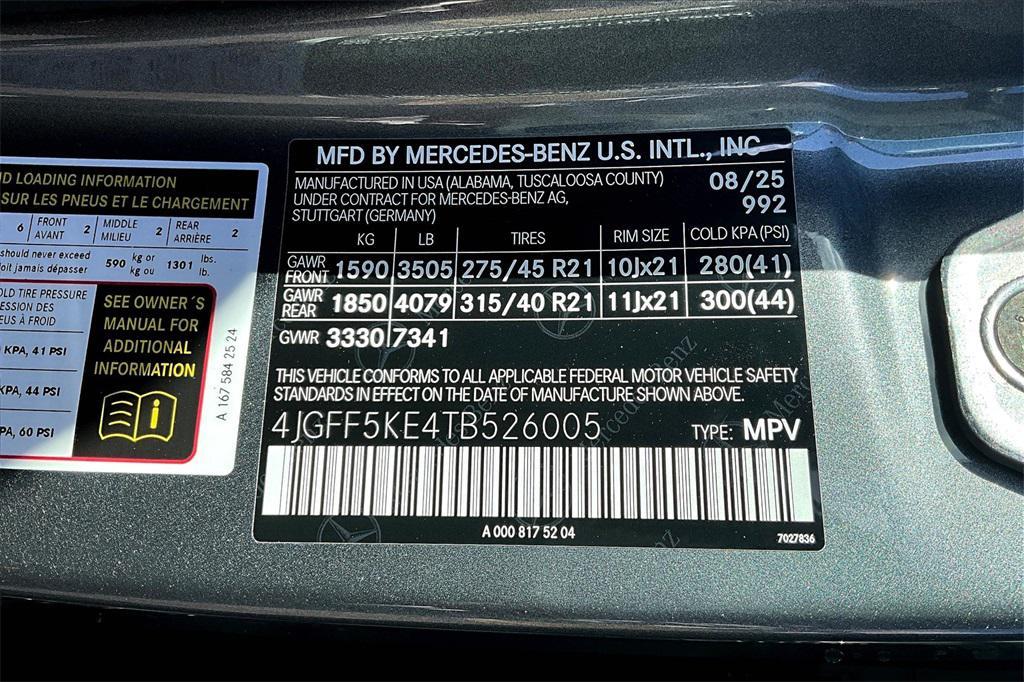 ND LOADING INFORMATION
SUR LES PNEUS ET LE CHARGEMENT
6 FRONT AVANT 2 MIDDLE MILIEU 2 REAR ARRIÈRE 2
should never exceed
doit jamais dépasser 590 kg or kg ou 1301 lbs. lb.
OLD TIRE PRESSURE
ESSION DES
EUS À FROID
KPA, 41 PSI
KPA, 44 PSI
KPA, 60 PSI
SEE OWNER´S
MANUAL FOR
ADDITIONAL
INFORMATION
A 167 584 25 24
MFD BY MERCEDES-BENZ U.S. INTL., INC
MANUFACTURED IN USA (ALABAMA, TUSCALOOSA COUNTY) 08/25
UNDER CONTRACT FOR MERCEDES-BENZ AG, 992
STUTTGART (GERMANY)
KG LB TIRES RIM SIZE COLD KPA (PSI)
GAWR FRONT 1590 3505 275/45 R21 10Jx21 280(41)
GAWR REAR 1850 4079 315/40 R21 11Jx21 300(44)
GVWR 3330 7341
THIS VEHICLE CONFORMS TO ALL APPLICABLE FEDERAL MOTOR VEHICLE SAFETY
STANDARDS IN EFFECT ON THE DATE OF MANUFACTURE SHOWN ABOVE.
4JGFF5KE4TB526005 TYPE: MPV
A 000 817 52 04
7027836